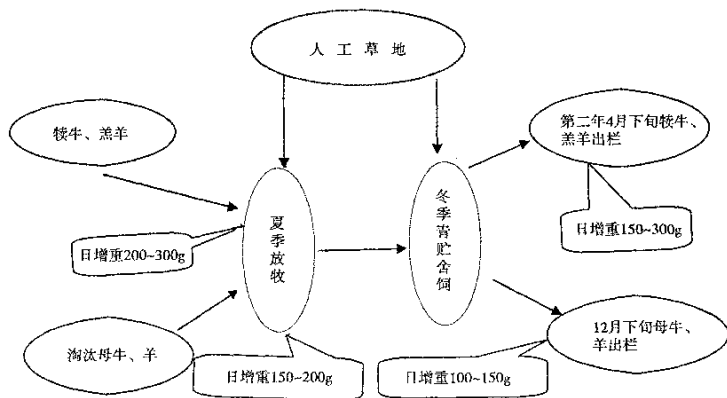 人工草地
犊牛、羔羊
第二年4月下旬犊牛、
羔羊出栏
夏季放牧
冬季青贮舍饲
日增重200~300g
日增重150~300g
淘汰母牛、羊
12月下旬母牛、
羊出栏
日增重150~200g
日增重100~150g